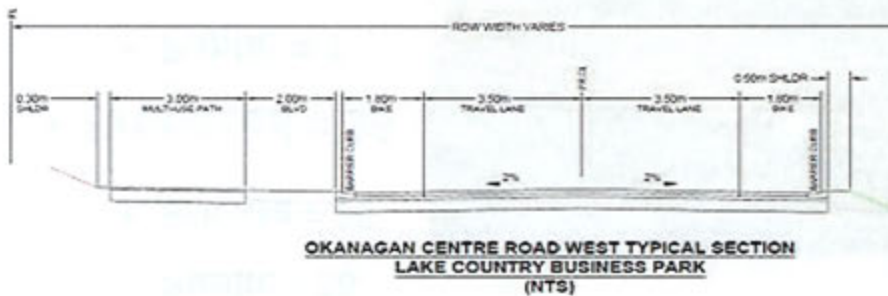 ROW WIDTH VARIES
0.90m SHLDR
0.30m SHLDR
3.00m MULTI-USE PATH
2.00m BLVD
1.80m BIKE
3.50m TRAVEL LANE
3.50m TRAVEL LANE
1.80m BIKE
BARRIER CURB
BARRIER CURB
2%
2%
OKANAGAN CENTRE ROAD WEST TYPICAL SECTION
LAKE COUNTRY BUSINESS PARK
(NTS)